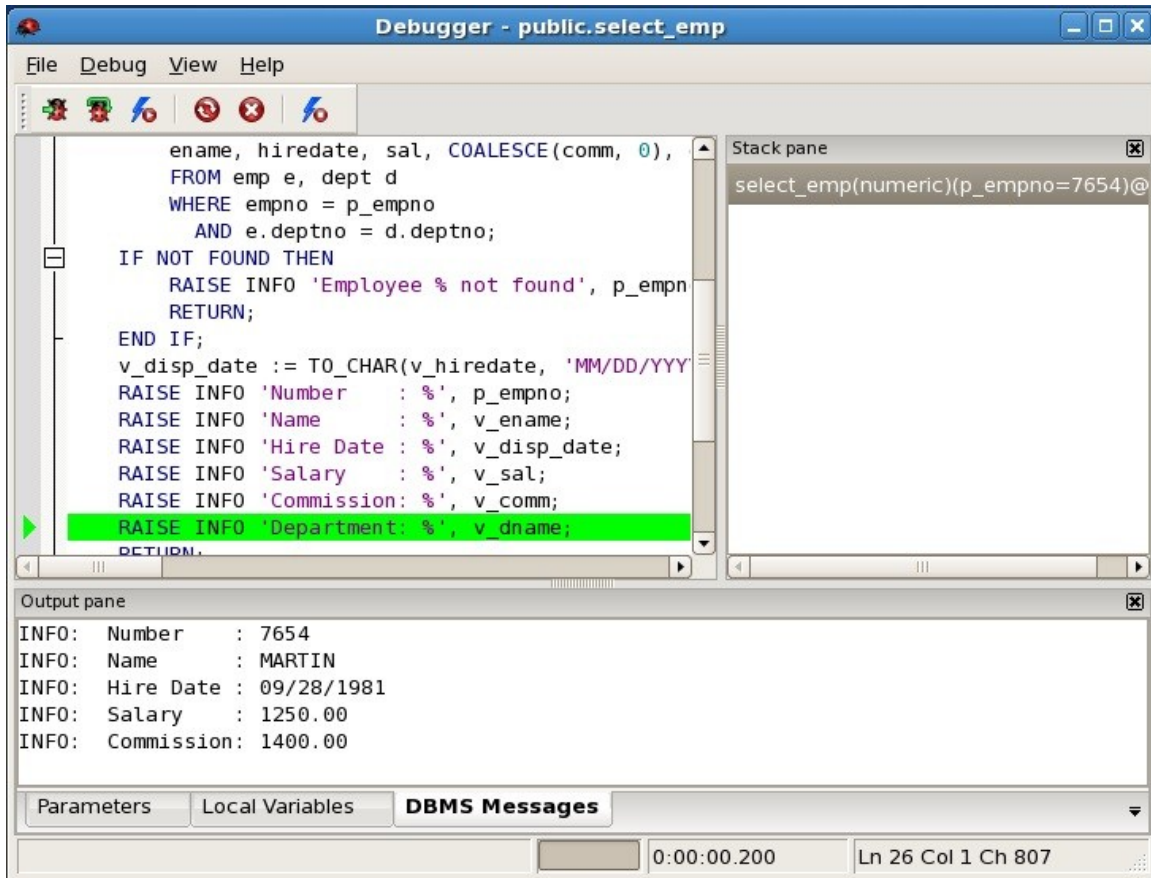 Debugger - public.select_emp
File Debug View Help
ename, hiredate, sal, COALESCE(comm, 0),
FROM emp e, dept d
WHERE empno = p_empno
AND e.deptno = d.deptno;
IF NOT FOUND THEN
RAISE INFO 'Employee % not found', p_empn
RETURN;
END IF;
v_disp_date := TO_CHAR(v_hiredate, 'MM/DD/YYY
RAISE INFO 'Number    : %', p_empno;
RAISE INFO 'Name      : %', v_ename;
RAISE INFO 'Hire Date : %', v_disp_date;
RAISE INFO 'Salary    : %', v_sal;
RAISE INFO 'Commission: %', v_comm;
RAISE INFO 'Department: %', v_dname;
RETURN;
Stack pane
select_emp(numeric)(p_empno=7654)@
Output pane
INFO:  Number    : 7654
INFO:  Name      : MARTIN
INFO:  Hire Date : 09/28/1981
INFO:  Salary    : 1250.00
INFO:  Commission: 1400.00
Parameters Local Variables DBMS Messages
0:00:00.200 Ln 26 Col 1 Ch 807